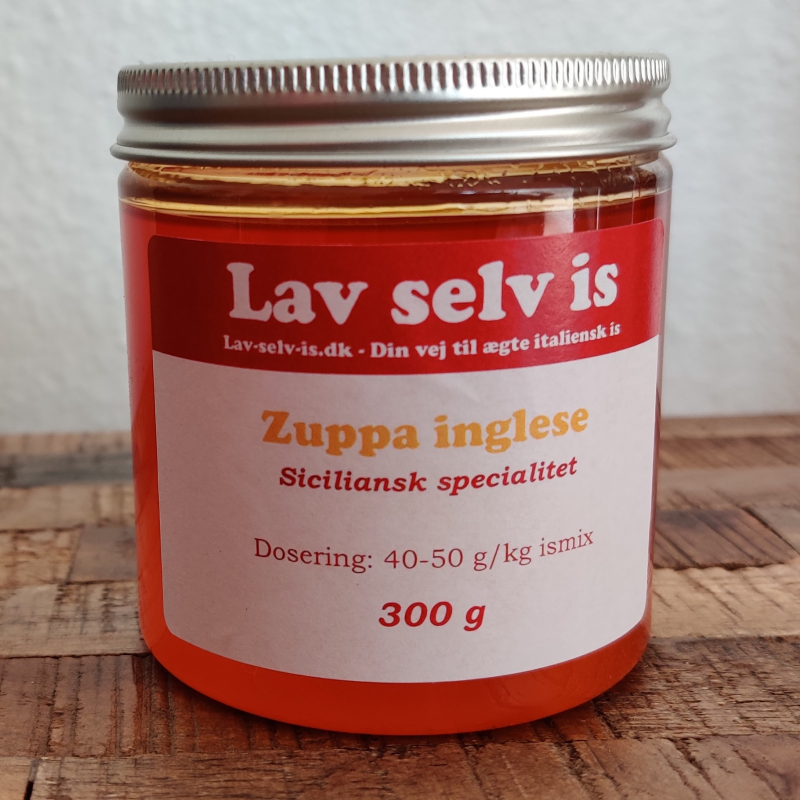 Lav selv is
Lav-selv-is.dk - Din vej til ægte italiensk is
Zuppa inglese
Siciliansk specialitet
Dosering: 40-50 g/kg ismix
300 g